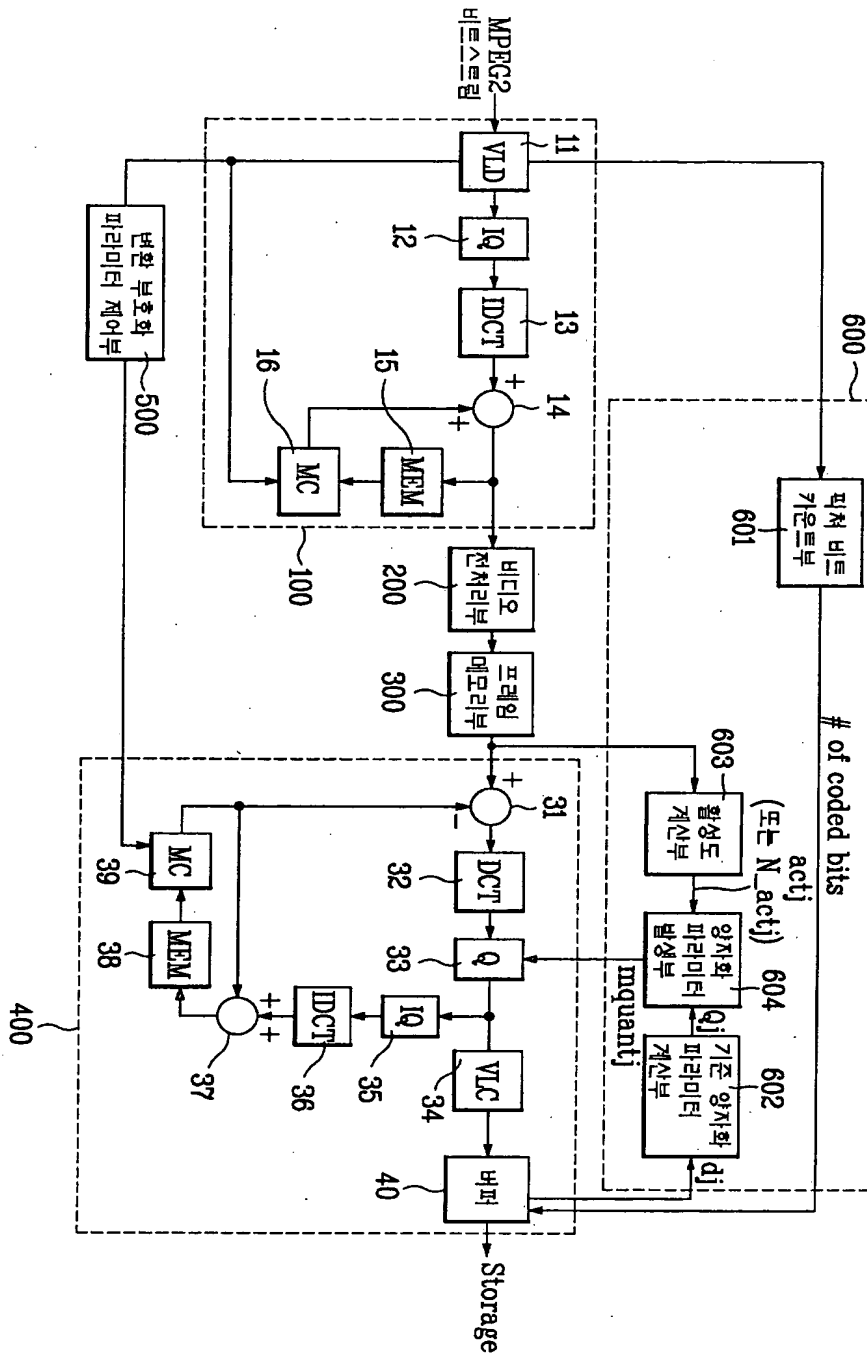 MPEG2
비트스트림
11
VLD
12
IQ
13
IDCT
14
+
+
15
MEM
16
MC
100
변환 부호화
파라미터 제어부
500
비디오
전처리부
200
프레임
메모리부
300
600
픽처 비트
카운트부
601
# of coded bits
603
활성도
계산부
actj
(또는 N_actj)
양자화
파라미터
발생부
604
mquantj
Qj
기준 양자화
파라미터
계산부
602
dj
+
-
31
DCT
32
Q
33
VLC
34
IQ
35
IDCT
36
+
+
37
MEM
38
MC
39
버퍼
40
400
Storage